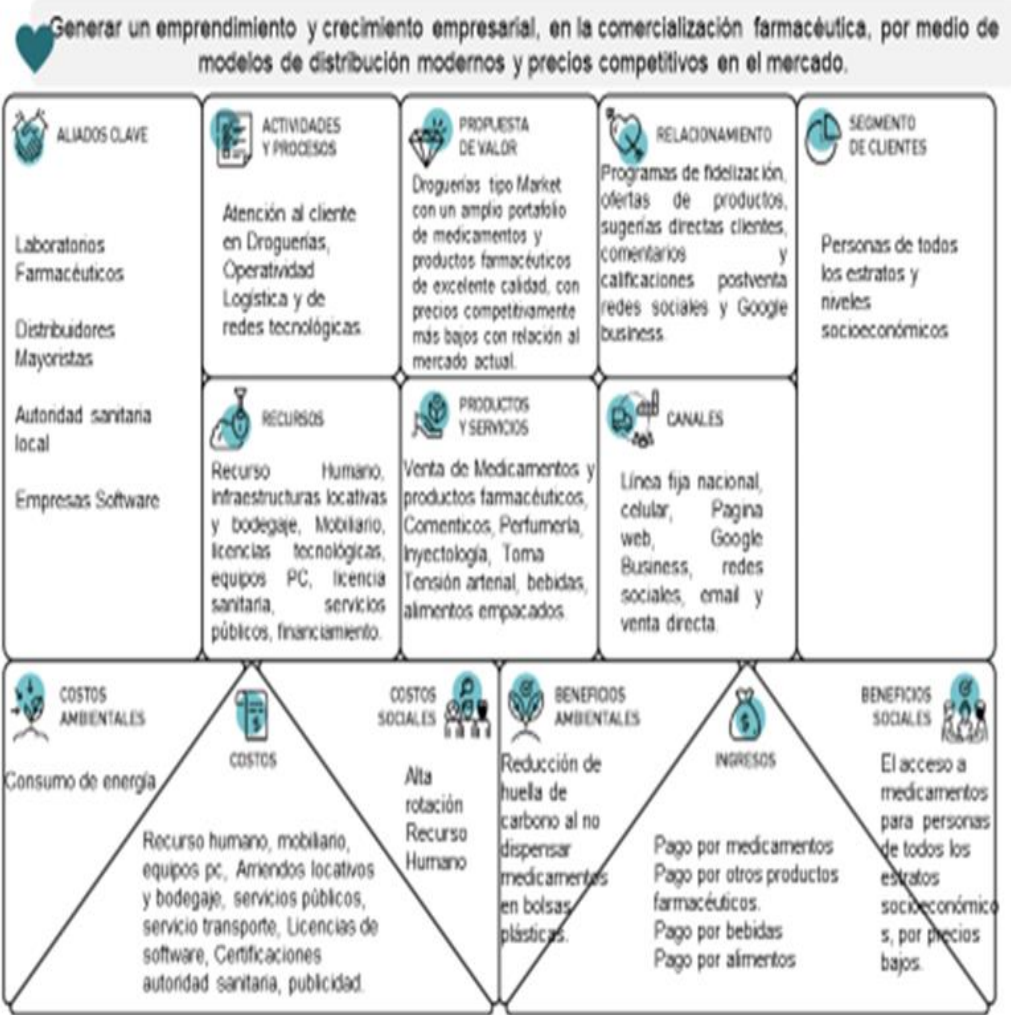 Generar un emprendimiento y crecimiento empresarial, en la comercialización farmacéutica, por medio de
modelos de distribución modernos y precios competitivos en el mercado.
ALIADOS CLAVE
Laboratorios
Farmacéuticos
Distribuidores
Mayoristas
Autoridad sanitaria
local
Empresas Software
ACTIVIDADES
Y PROCESOS
Atención al cliente
en Droguerías,
Operatividad
Logística y de
redes tecnológicas.
RECURSOS
Recurso Humano,
infraestructuras locativas
y bodegaje, Mobiliario,
licencias tecnológicas,
equipos PC, licencia
sanitaria, servicios
públicos, financiamiento.
PROPUESTA
DE VALOR
Droguerías tipo Market
con un amplio portafolio
de medicamentos y
productos farmacéuticos
de excelente calidad, con
precios competitivamente
más bajos con relación al
mercado actual.
PRODUCTOS
Y SERVICIOS
Venta de Medicamentos y
productos farmacéuticos,
Comenticos, Perfumería,
Inyectología, Toma
Tensión arterial, bebidas,
alimentos empacados.
RELACIONAMIENTO
Programas de fidelización,
ofertas de productos,
sugerías directas clientes,
comentarios y
calificaciones postventa
redes sociales y Google
business.
CANALES
Línea fija nacional,
celular, Pagina
web, Google
Business, redes
sociales, email y
venta directa.
SEGMENTO
DE CLIENTES
Personas de todos
los estratos y
niveles
socioeconómicos
COSTOS
AMBIENTALES
Consumo de energía
COSTOS
Recurso humano, mobiliario,
equipos pc, Arriendos locativos
y bodegaje, servicios públicos,
servicio transporte, Licencias de
software, Certificaciones
autoridad sanitaria, publicidad.
COSTOS
SOCIALES
Alta
rotación
Recurso
Humano
BENEFICIOS
AMBIENTALES
Reducción de
huella de
carbono al no
dispensar
medicamentos
en bolsas
plásticas.
INGRESOS
Pago por medicamentos
Pago por otros productos
farmacéuticos.
Pago por bebidas
Pago por alimentos
BENEFICIOS
SOCIALES
El acceso a
medicamentos
para personas
de todos los
estratos
socioeconómico
s, por precios
bajos.